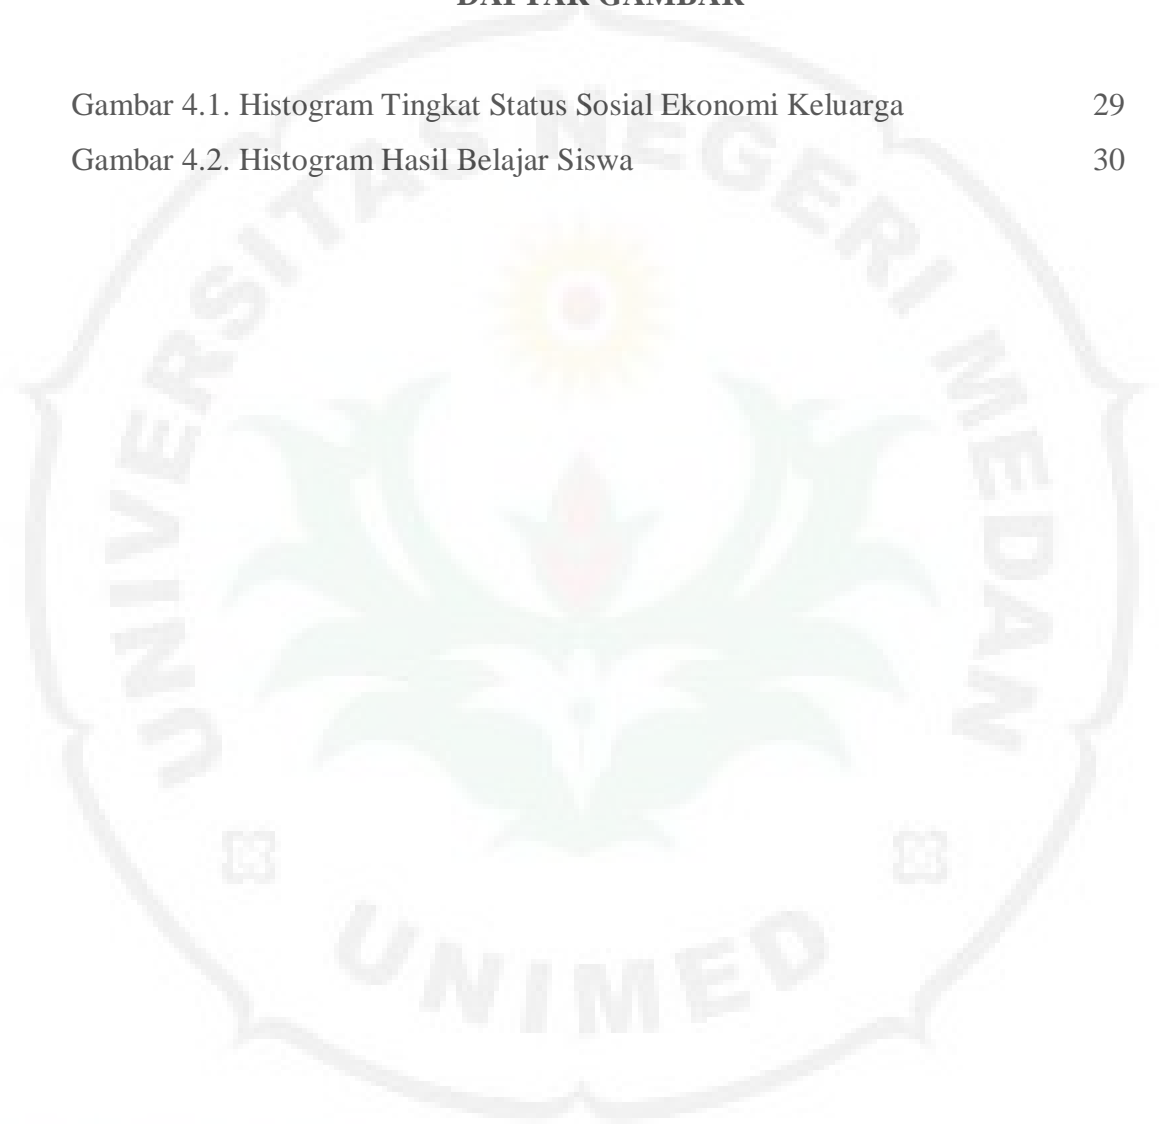 DAFTAR GAMBAR
Gambar 4.1. Histogram Tingkat Status Sosial Ekonomi Keluarga 29
Gambar 4.2. Histogram Hasil Belajar Siswa 30
UNIVERSITAS NEGERI MEDAN
UNIMED